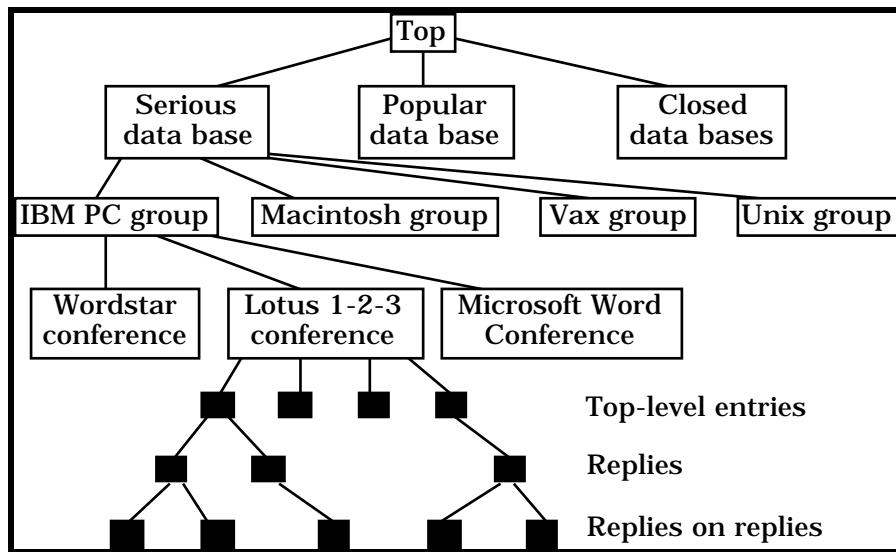 Top
Serious
data base
Popular
data base
Closed
data bases
IBM PC group
Macintosh group
Vax group
Unix group
Wordstar
conference
Lotus 1-2-3
conference
Microsoft Word
Conference
Top-level entries
Replies
Replies on replies